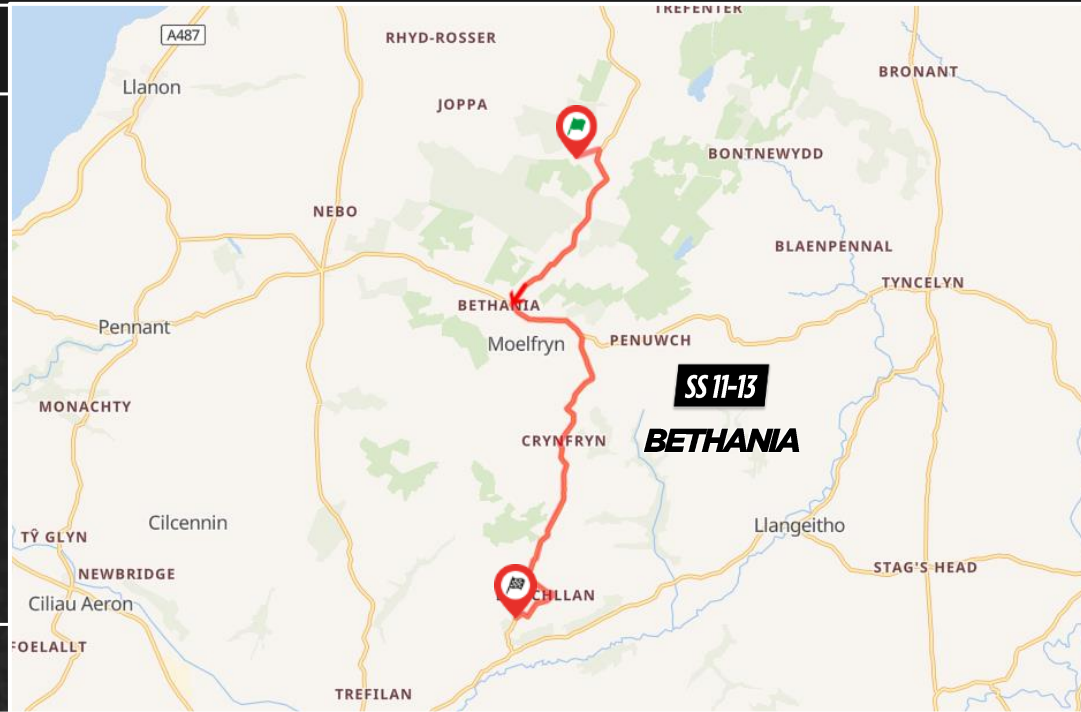 TREFENTER
A487
RHYD-ROSSER
BRONANT
Llanon
JOPPA
BONTNEWYDD
NEBO
BLAENPENNAL
TYNCELYN
BETHANIA
Pennant
Moelfryn
PENUWCH
SS 11-13
MONACHTY
CRYNFRYN
BETHANIA
Cilcennin
Llangeitho
TŶ GLYN
STAG'S HEAD
NEWBRIDGE
CHLLAN
Ciliau Aeron
FOELALLT
TREFILAN